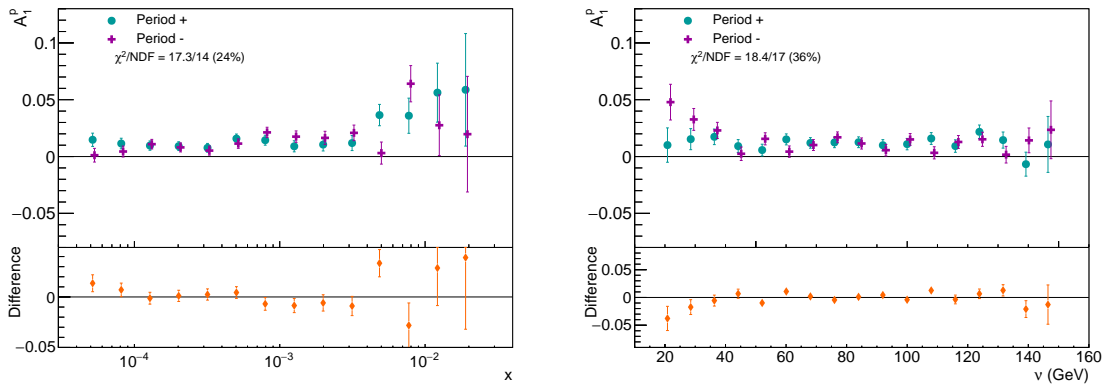 A₁ᵖ
Period +
Period -
χ²/NDF = 17.3/14 (24%)
0.1
0.05
0
−0.05
Difference
0
−0.05
10⁻⁴
10⁻³
10⁻²
x
A₁ᵖ
Period +
Period -
χ²/NDF = 18.4/17 (36%)
0.1
0.05
0
−0.05
Difference
0.05
0
−0.05
20
40
60
80
100
120
140
160
ν (GeV)